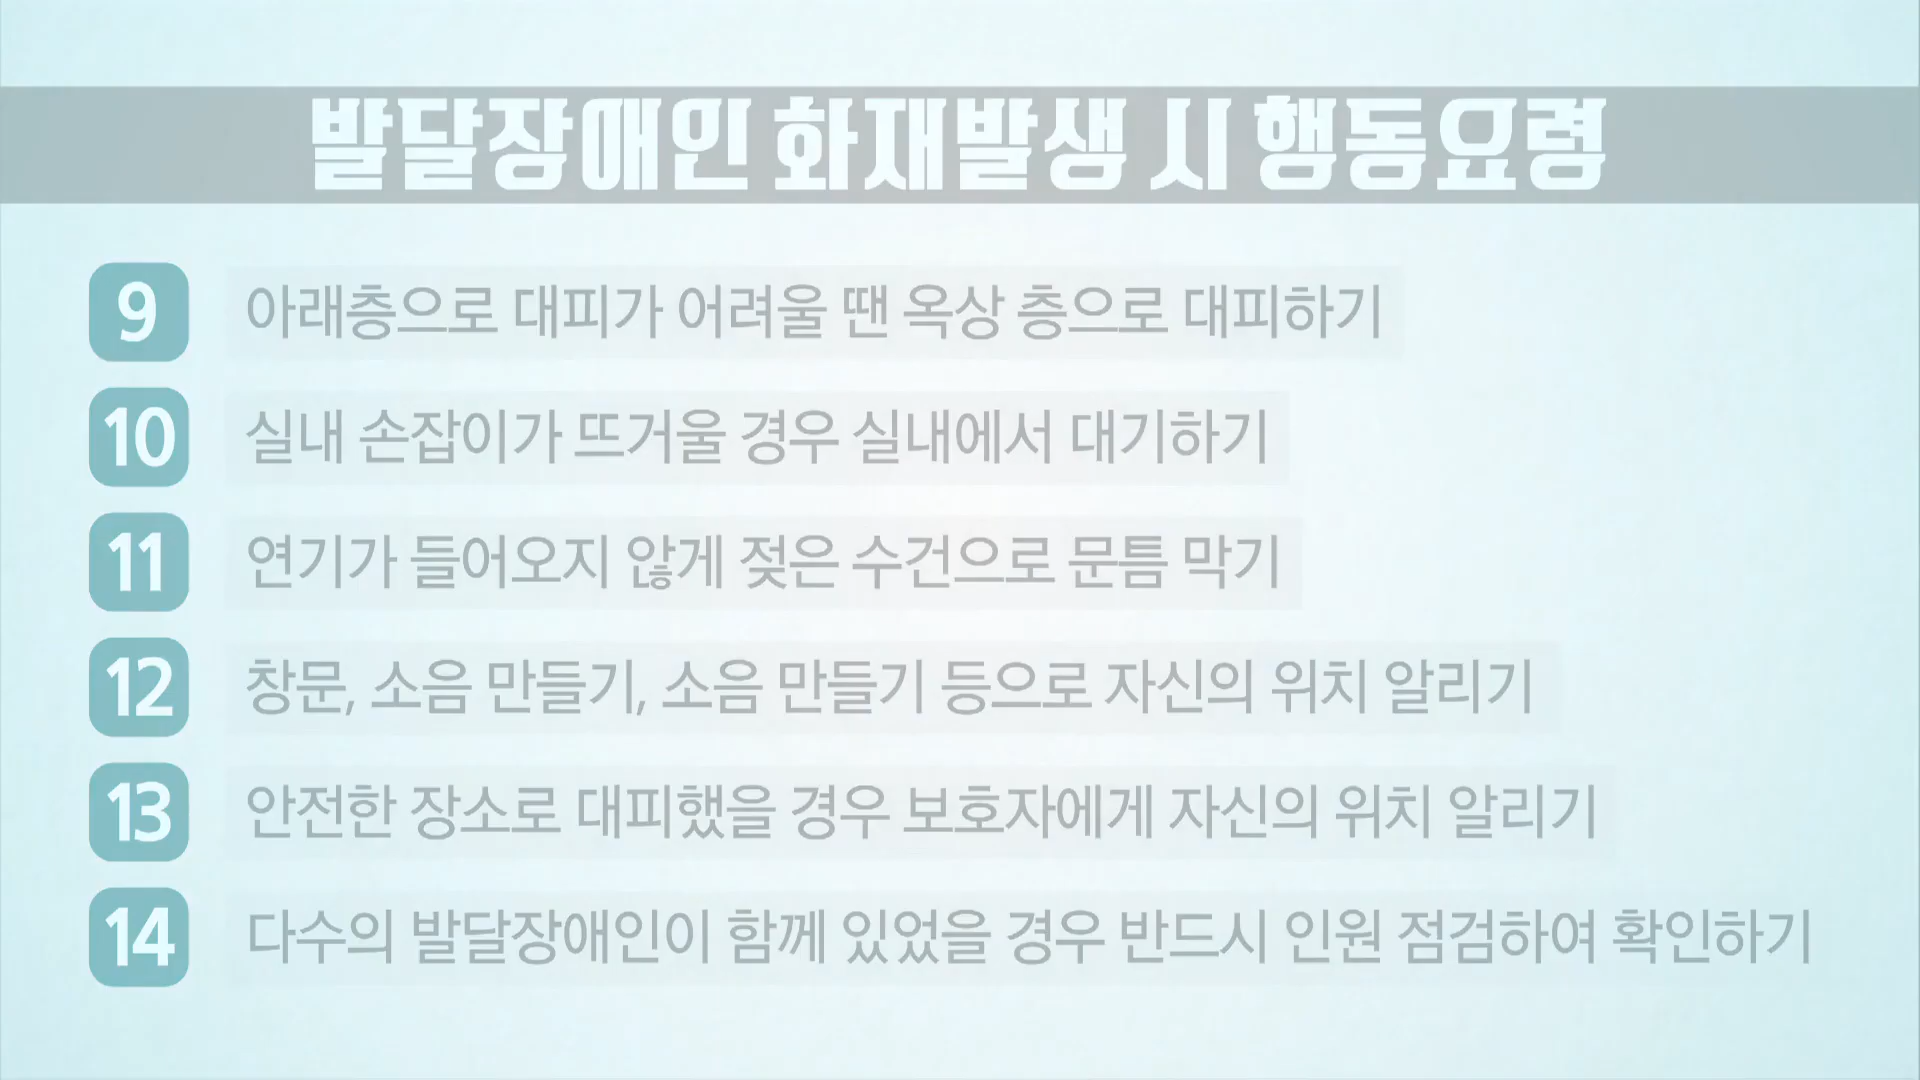 발달장애인 화재발생 시 행동요령
9 아래층으로 대피가 어려울 땐 옥상 층으로 대피하기
10 실내 손잡이가 뜨거울 경우 실내에서 대기하기
11 연기가 들어오지 않게 젖은 수건으로 문틈 막기
12 창문, 소음 만들기, 소음 만들기 등으로 자신의 위치 알리기
13 안전한 장소로 대피했을 경우 보호자에게 자신의 위치 알리기
14 다수의 발달장애인이 함께 있었을 경우 반드시 인원 점검하여 확인하기